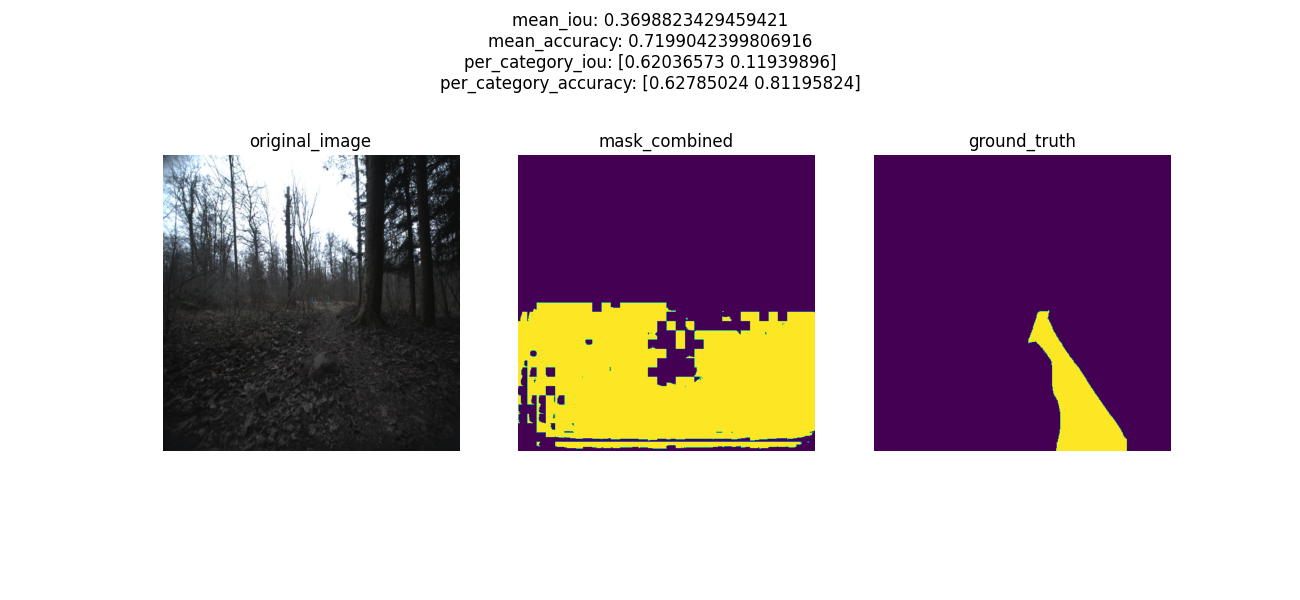 mean_iou: 0.3698823429459421
mean_accuracy: 0.7199042399806916
per_category_iou: [0.62036573 0.11939896]
per_category_accuracy: [0.62785024 0.81195824]
original_image
mask_combined
ground_truth